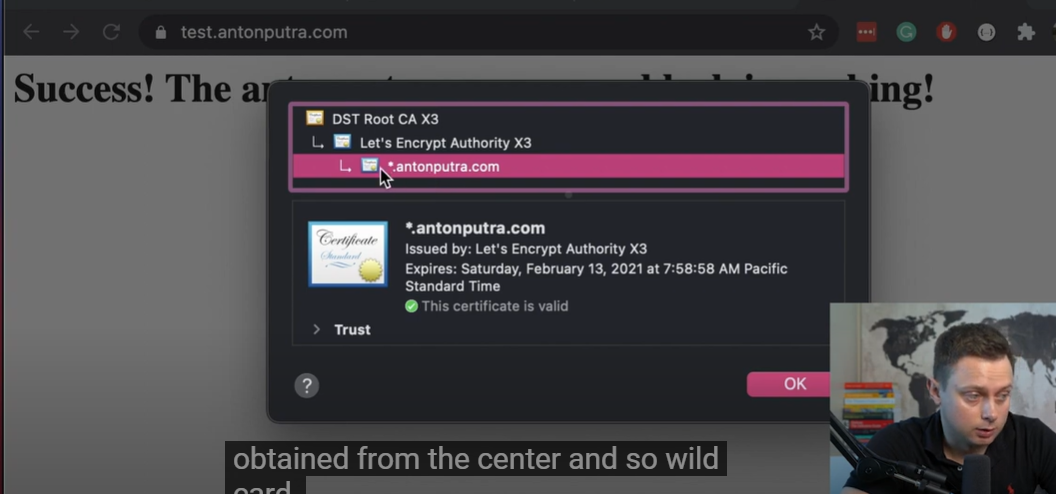 test.antonputra.com
Success! The an
ing!
DST Root CA X3
Let's Encrypt Authority X3
*.antonputra.com
Certificate
Standard
*.antonputra.com
Issued by: Let's Encrypt Authority X3
Expires: Saturday, February 13, 2021 at 7:58:58 AM Pacific
Standard Time
This certificate is valid
Trust
?
OK
obtained from the center and so wild
card